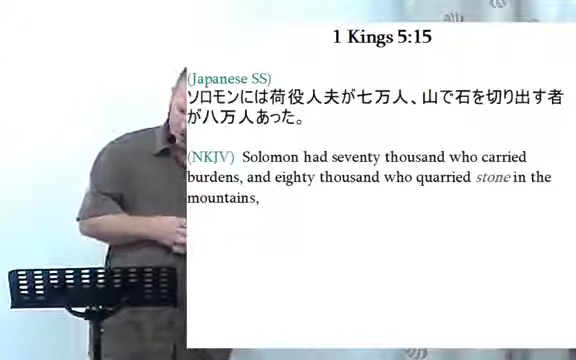 1 Kings 5:15
(Japanese SS)
ソロモンには荷役人夫が七万人、山で石を切り出す者
が八万人あった。
(NKJV) Solomon had seventy thousand who carried
burdens, and eighty thousand who quarried stone in the
mountains,